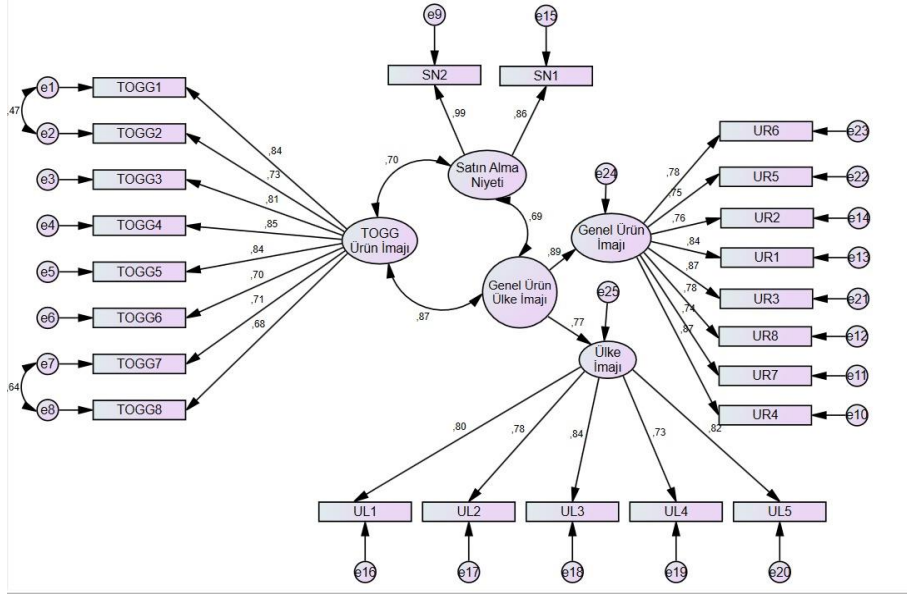 e9
e15
SN2
SN1
,99
,86
e1
TOGG1
,47
e2
TOGG2
e3
TOGG3
e4
TOGG4
e5
TOGG5
e6
TOGG6
e7
TOGG7
,64
e8
TOGG8
,84
,73
,81
,85
,84
,70
,71
,68
TOGG
Ürün İmajı
,70
Satın Alma
Niyeti
,69
,87
Genel Ürün
Ülke İmajı
,89
,77
e24
Genel Ürün
İmajı
e25
Ülke
İmajı
,78
,75
,76
,84
,87
,78
,74
,87
UR6
e23
UR5
e22
UR2
e14
UR1
e13
UR3
e21
UR8
e12
UR7
e11
UR4
e10
,80
,78
,84
,73
,82
UL1
UL2
UL3
UL4
UL5
e16
e17
e18
e19
e20